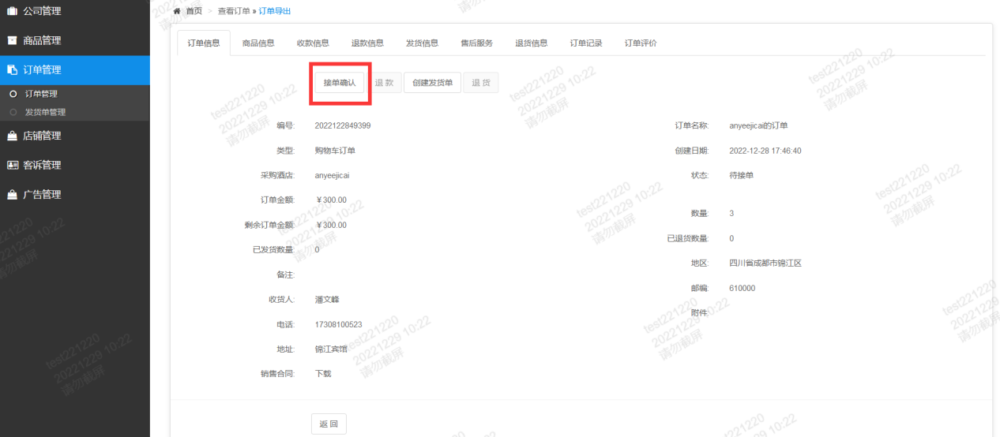 公司管理
商品管理
订单管理
订单管理
发货单管理
店铺管理
客诉管理
广告管理
首页 > 查看订单 » 订单导出
订单信息 商品信息 收款信息 退款信息 发货信息 售后服务 退货信息 订单记录 订单评价
接单确认 退 款 创建发货单 退 货
编号: 2022122849399 订单名称: anyeejicai的订单
类型: 购物车订单 创建日期: 2022-12-28 17:46:40
采购酒店: anyeejicai 状态: 待接单
订单金额: ￥300.00
数量: 3
剩余订单金额: ￥300.00
已退货数量: 0
已发货数量: 0
地区: 四川省成都市锦江区
备注:
邮编: 610000
收货人: 潘文峰
附件:
电话: 17308100523
地址: 锦江宾馆
销售合同: 下载
返 回
test221220
20221229 10:22
请勿截屏